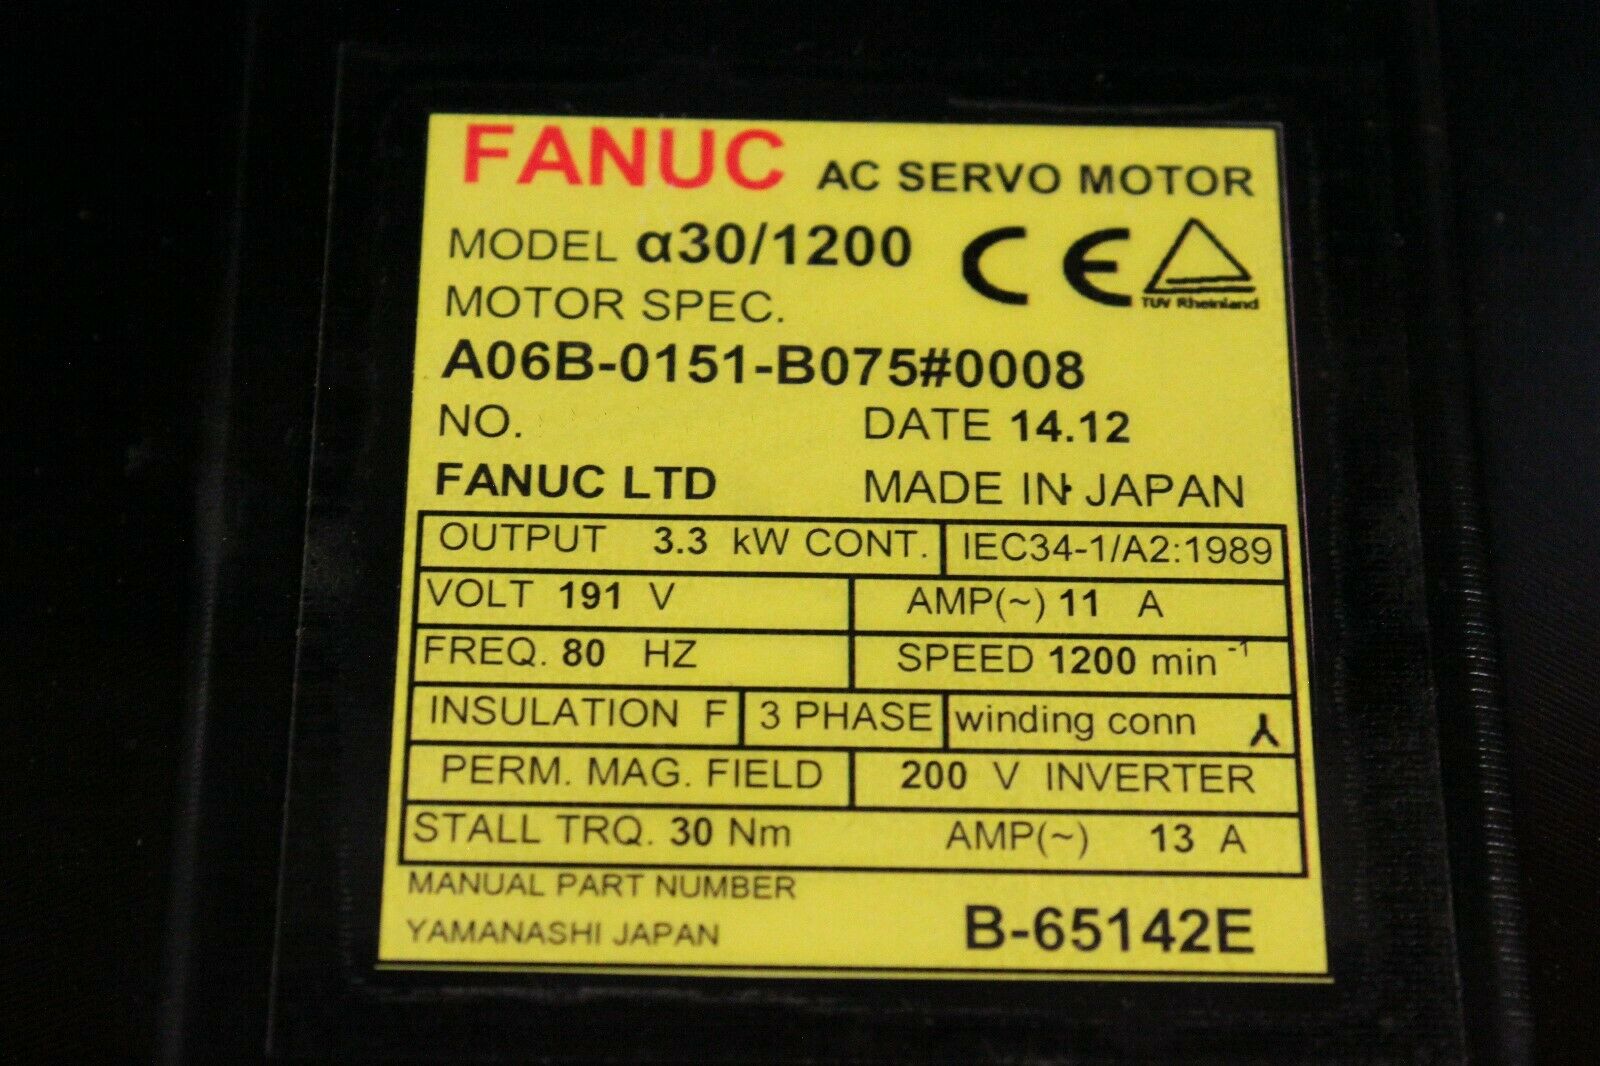 FANUC AC SERVO MOTOR
MODEL α30/1200 CE
TUV Rheinland
MOTOR SPEC.
A06B-0151-B075#0008
NO. DATE 14.12
FANUC LTD MADE IN JAPAN
OUTPUT 3.3 kW CONT. IEC34-1/A2:1989
VOLT 191 V AMP(~) 11 A
FREQ. 80 HZ SPEED 1200 min⁻¹
INSULATION F 3 PHASE winding conn
PERM. MAG. FIELD 200 V INVERTER
STALL TRQ. 30 Nm AMP(~) 13 A
MANUAL PART NUMBER
YAMANASHI JAPAN B-65142E